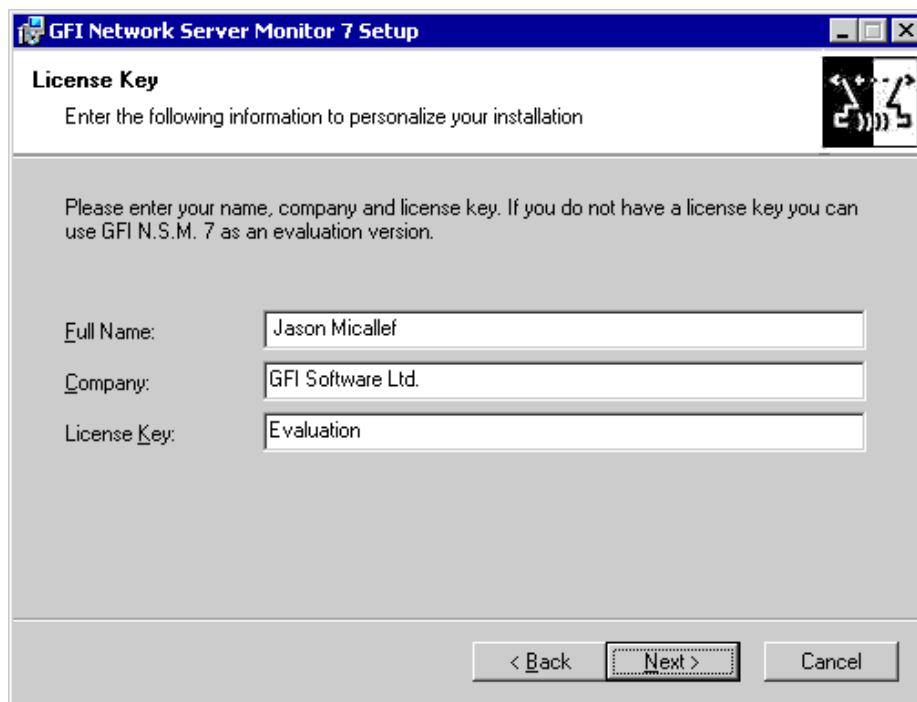 GFI Network Server Monitor 7 Setup
License Key
Enter the following information to personalize your installation
Please enter your name, company and license key. If you do not have a license key you can
use GFI N.S.M. 7 as an evaluation version.
Full Name: Jason Micallef
Company: GFI Software Ltd.
License Key: Evaluation
< Back Next > Cancel